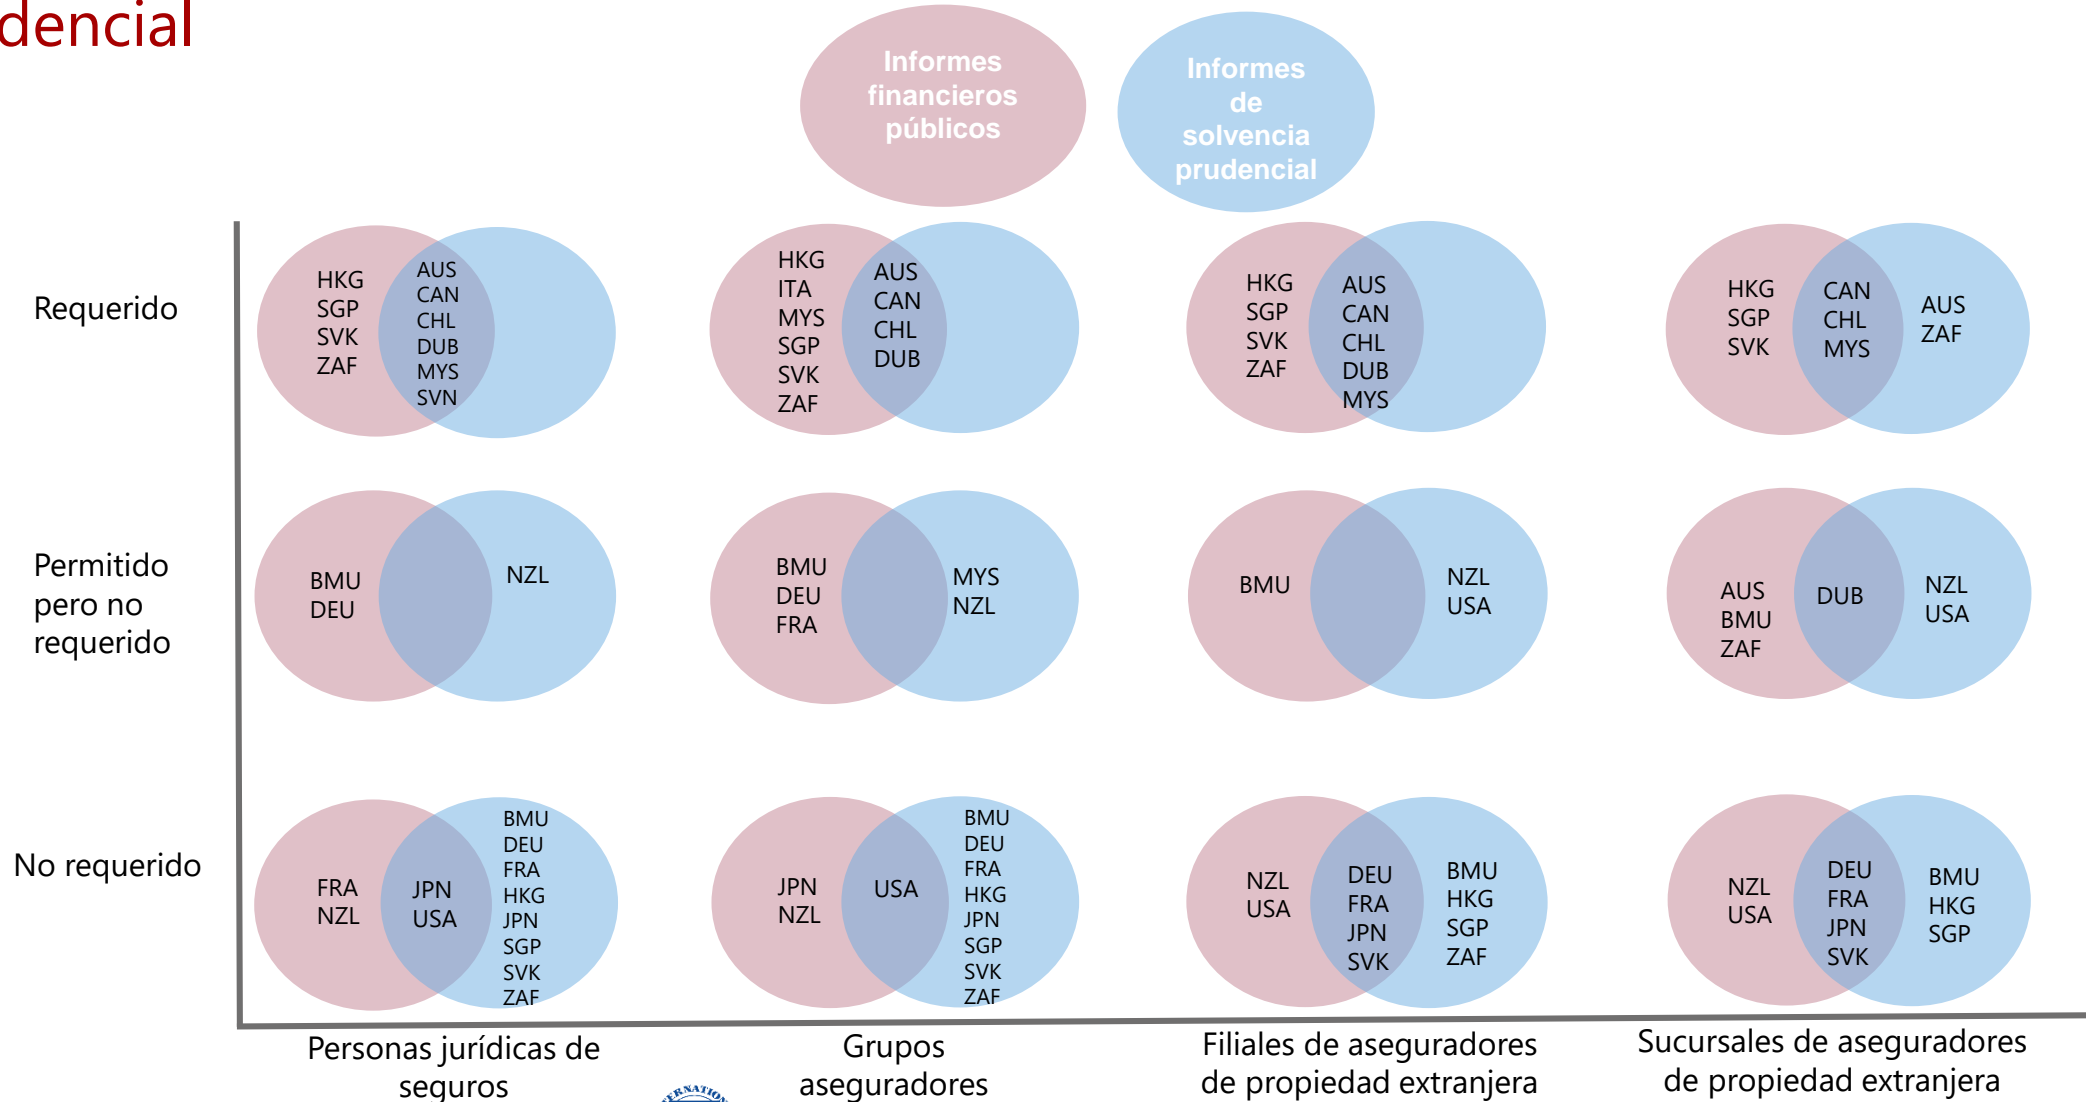 dencial
Informes
financieros
públicos
Informes
de
solvencia
prudencial
Requerido
HKG
SGP
SVK
ZAF
AUS
CAN
CHL
DUB
MYS
SVN
HKG
ITA
MYS
SGP
SVK
ZAF
AUS
CAN
CHL
DUB
HKG
SGP
SVK
ZAF
AUS
CAN
CHL
DUB
MYS
HKG
SGP
SVK
CAN
CHL
MYS
AUS
ZAF
Permitido
pero no
requerido
BMU
DEU
NZL
BMU
DEU
FRA
MYS
NZL
BMU
NZL
USA
AUS
BMU
ZAF
DUB
NZL
USA
No requerido
FRA
NZL
JPN
USA
BMU
DEU
FRA
HKG
JPN
SGP
SVK
ZAF
JPN
NZL
USA
BMU
DEU
FRA
HKG
JPN
SGP
SVK
ZAF
NZL
USA
DEU
FRA
JPN
SVK
BMU
HKG
SGP
ZAF
NZL
USA
DEU
FRA
JPN
SVK
BMU
HKG
SGP
Personas jurídicas de
seguros
Grupos
aseguradores
Filiales de aseguradores
de propiedad extranjera
Sucursales de aseguradores
de propiedad extranjera